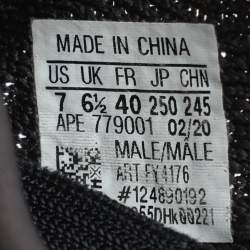 MADE IN CHINA
US UK FR JP CHN
7 6½ 40 250 245
APE 779001 02/20
MALE/MÂLE
ART FY4176
#124890192